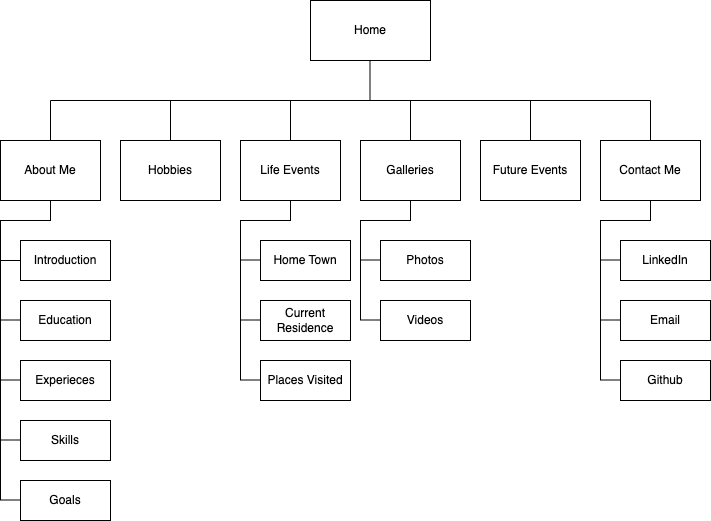 Home
About Me
Hobbies
Life Events
Galleries
Future Events
Contact Me
Introduction
Education
Experieces
Skills
Goals
Home Town
Current
Residence
Places Visited
Photos
Videos
LinkedIn
Email
Github